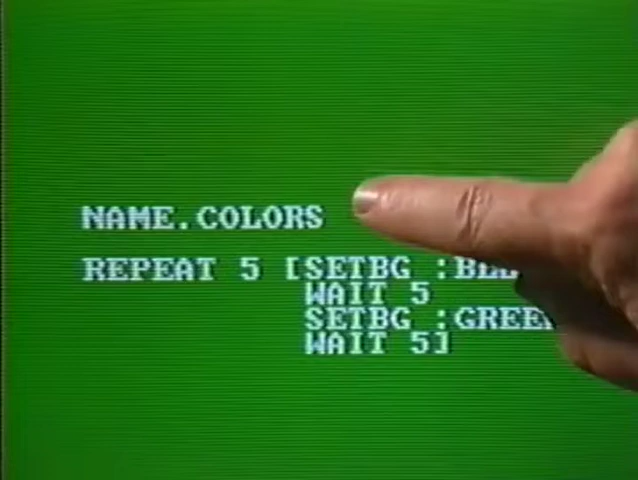 NAME.COLORS
REPEAT 5 [SETBG
WAIT 5
SETBG
WAIT 5]